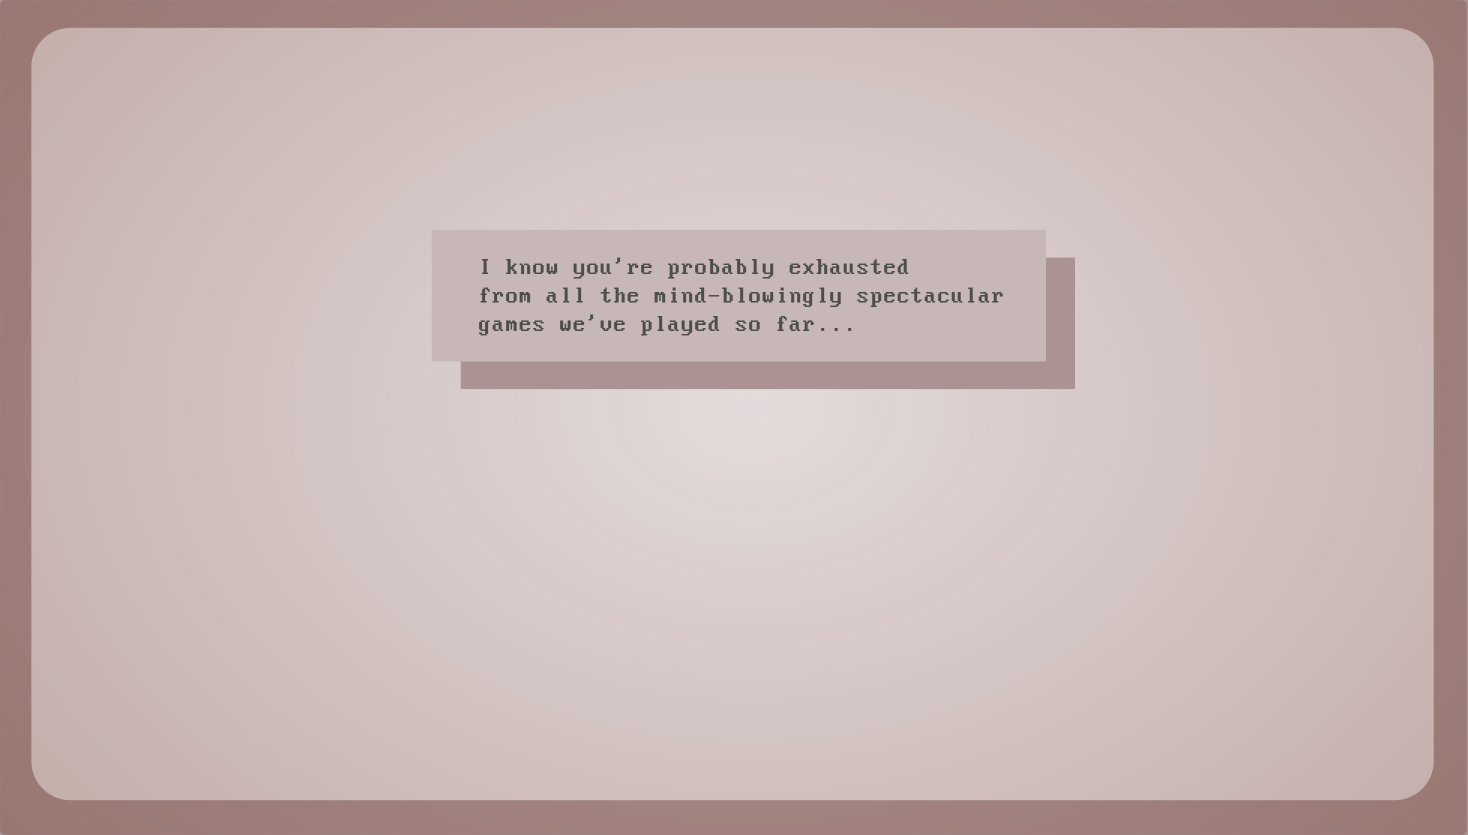 I know you're probably exhausted
from all the mind-blowingly spectacular
games we've played so far...